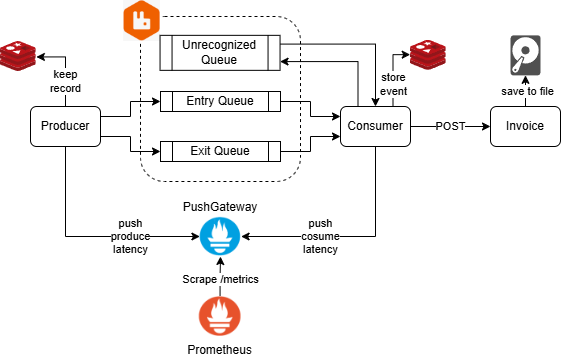 Unrecognized
Queue
keep
record
store
event
save to file
Entry Queue
Producer
Consumer
POST
Invoice
Exit Queue
PushGateway
push
produce
latency
push
cosume
latency
Scrape /metrics
Prometheus